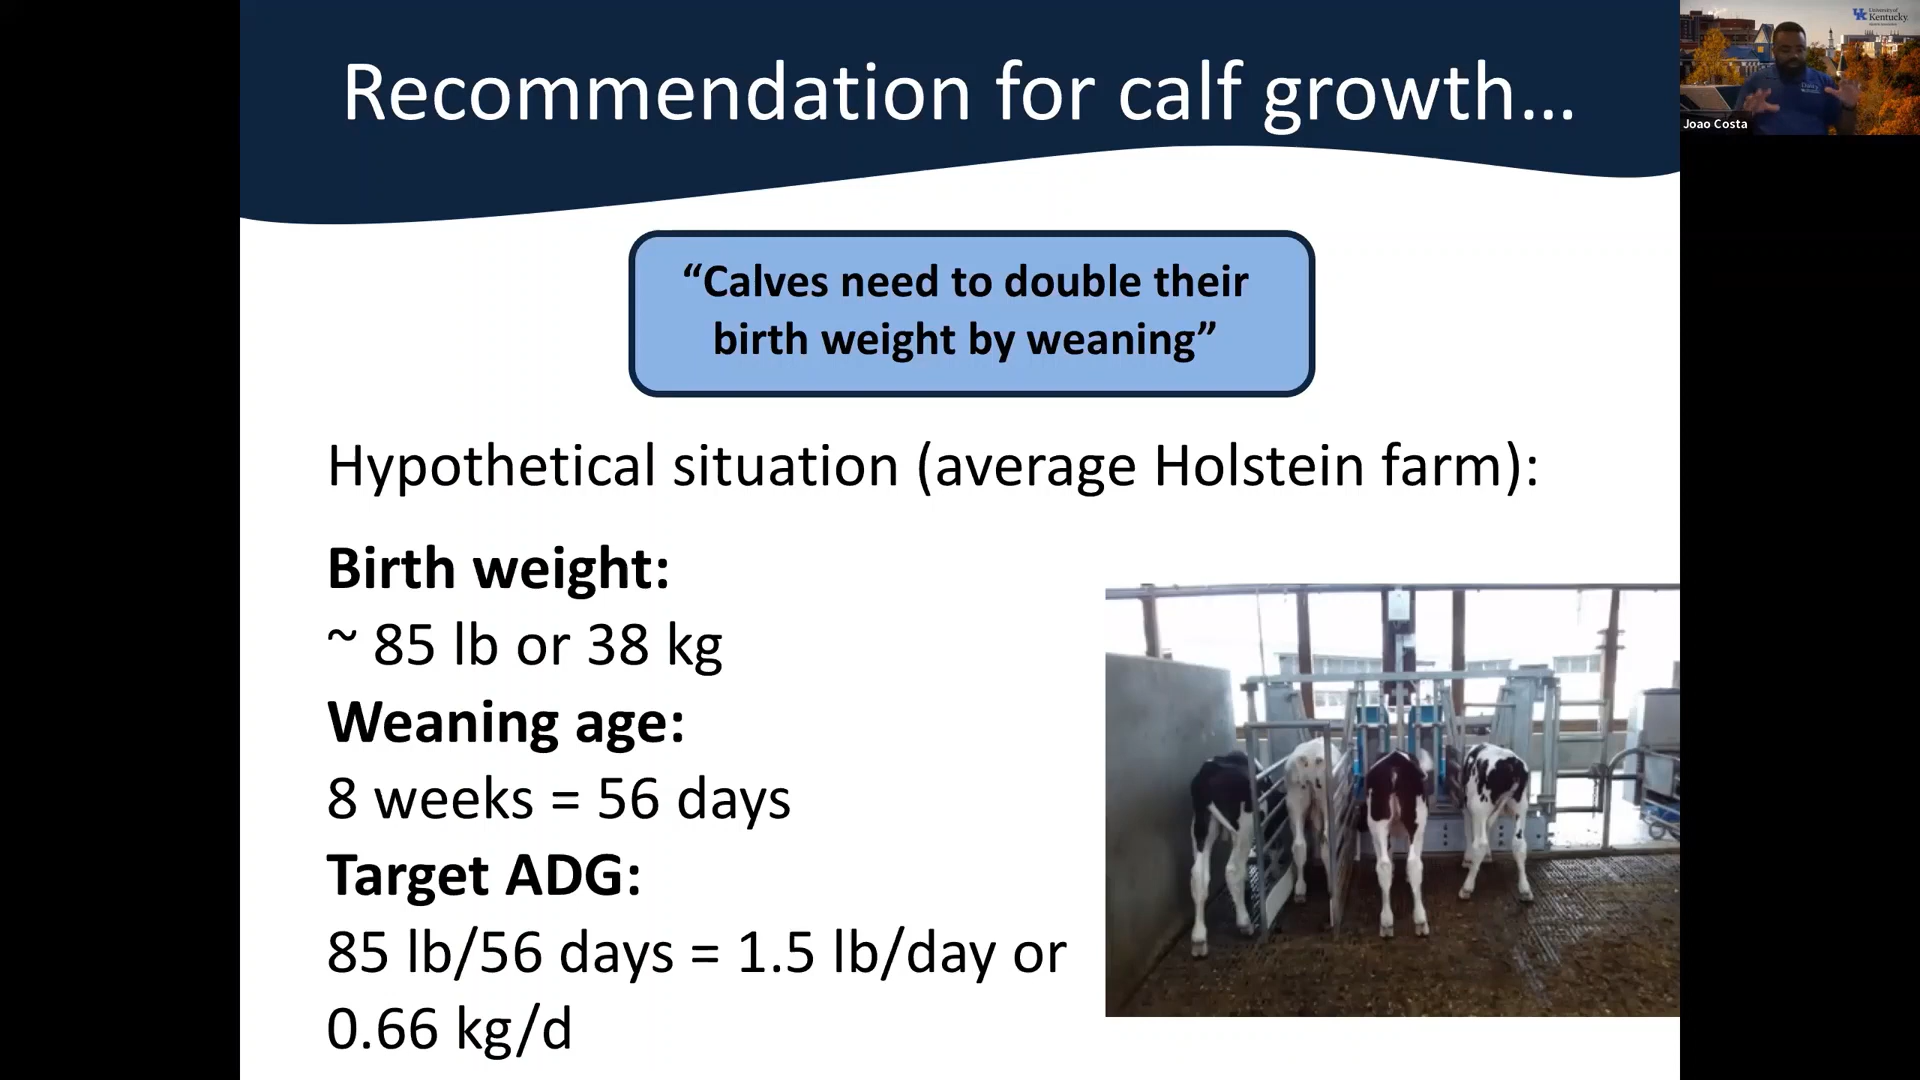 Recommendation for calf growth...
“Calves need to double their
birth weight by weaning”
Hypothetical situation (average Holstein farm):
Birth weight:
~ 85 lb or 38 kg
Weaning age:
8 weeks = 56 days
Target ADG:
85 lb/56 days = 1.5 lb/day or
0.66 kg/d
University of
Kentucky
Joao Costa